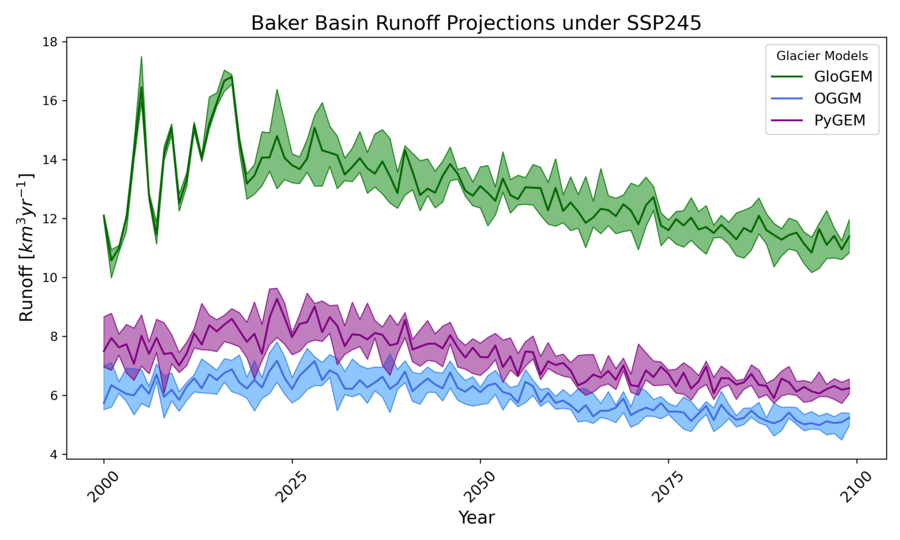 Baker Basin Runoff Projections under SSP245
18
16
14
12
10
8
6
4
Runoff [km³yr⁻¹]
Glacier Models
GloGEM
OGGM
PyGEM
2000
2025
2050
2075
2100
Year